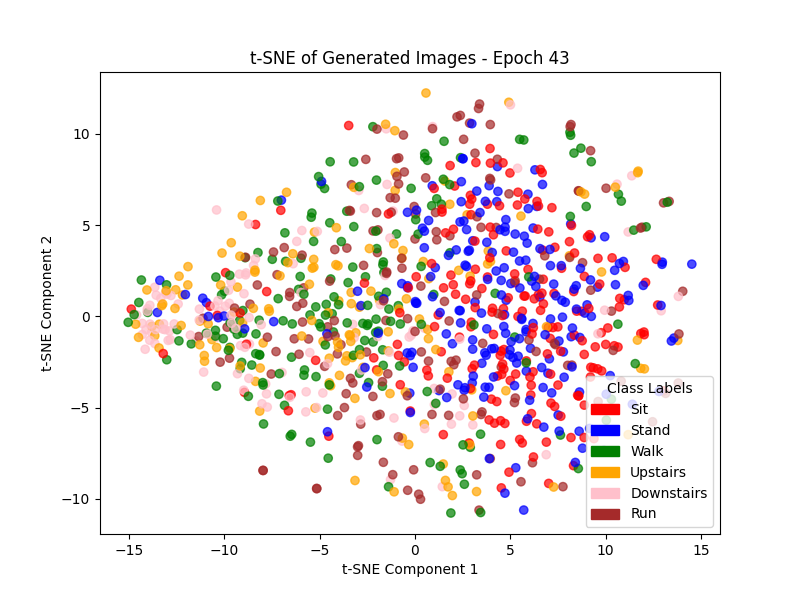 t-SNE of Generated Images - Epoch 43
t-SNE Component 2
10
5
0
−5
−10
−15
−10
−5
0
5
10
15
t-SNE Component 1
Class Labels
Sit
Stand
Walk
Upstairs
Downstairs
Run